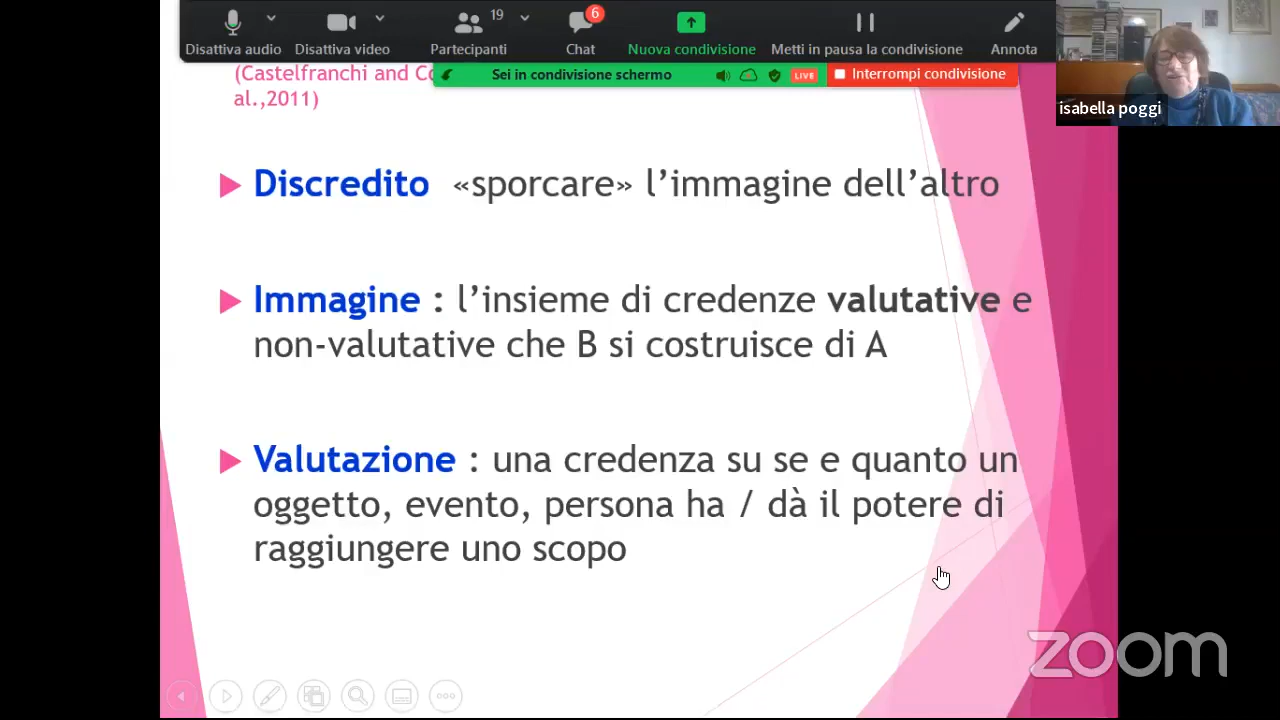 19
6
Disattiva audio Disattiva video Partecipanti Chat Nuova condivisione Metti in pausa la condivisione Annota
Sei in condivisione schermo LIVE Interrompi condivisione
isabella poggi
(Castelfranchi and
al.,2011)
Discredito «sporcare» l’immagine dell’altro
Immagine : l’insieme di credenze valutative e
non-valutative che B si costruisce di A
Valutazione : una credenza su se e quanto un
oggetto, evento, persona ha / dà il potere di
raggiungere uno scopo
zoom